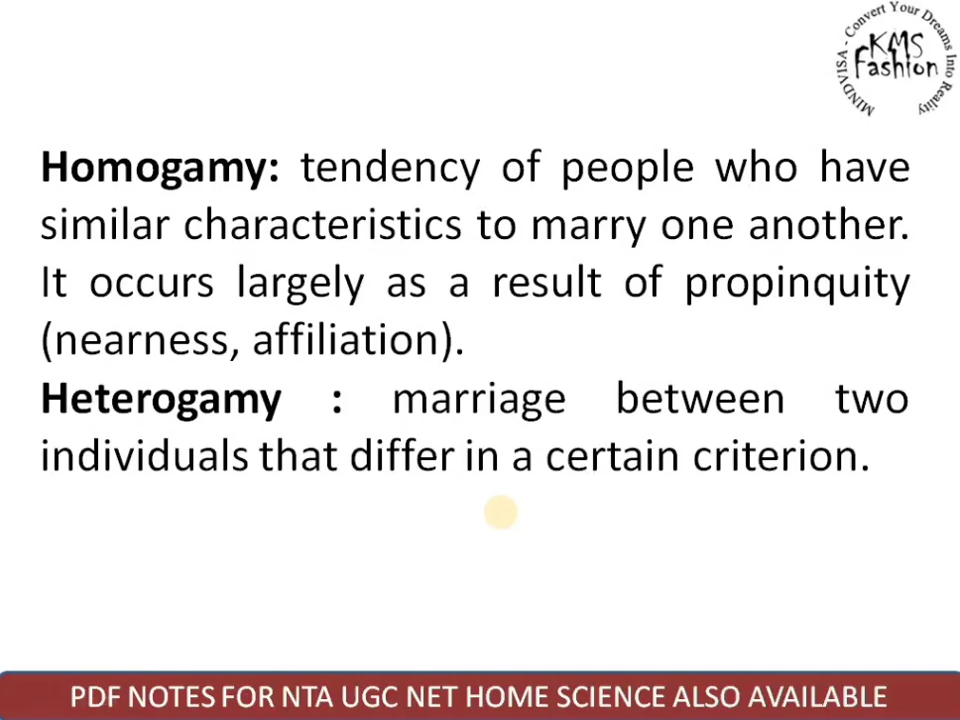 MINDVISA - Convert Your Dreams Into Reality
KMS
Fashion
Homogamy: tendency of people who have
similar characteristics to marry one another.
It occurs largely as a result of propinquity
(nearness, affiliation).
Heterogamy : marriage between two
individuals that differ in a certain criterion.
PDF NOTES FOR NTA UGC NET HOME SCIENCE ALSO AVAILABLE